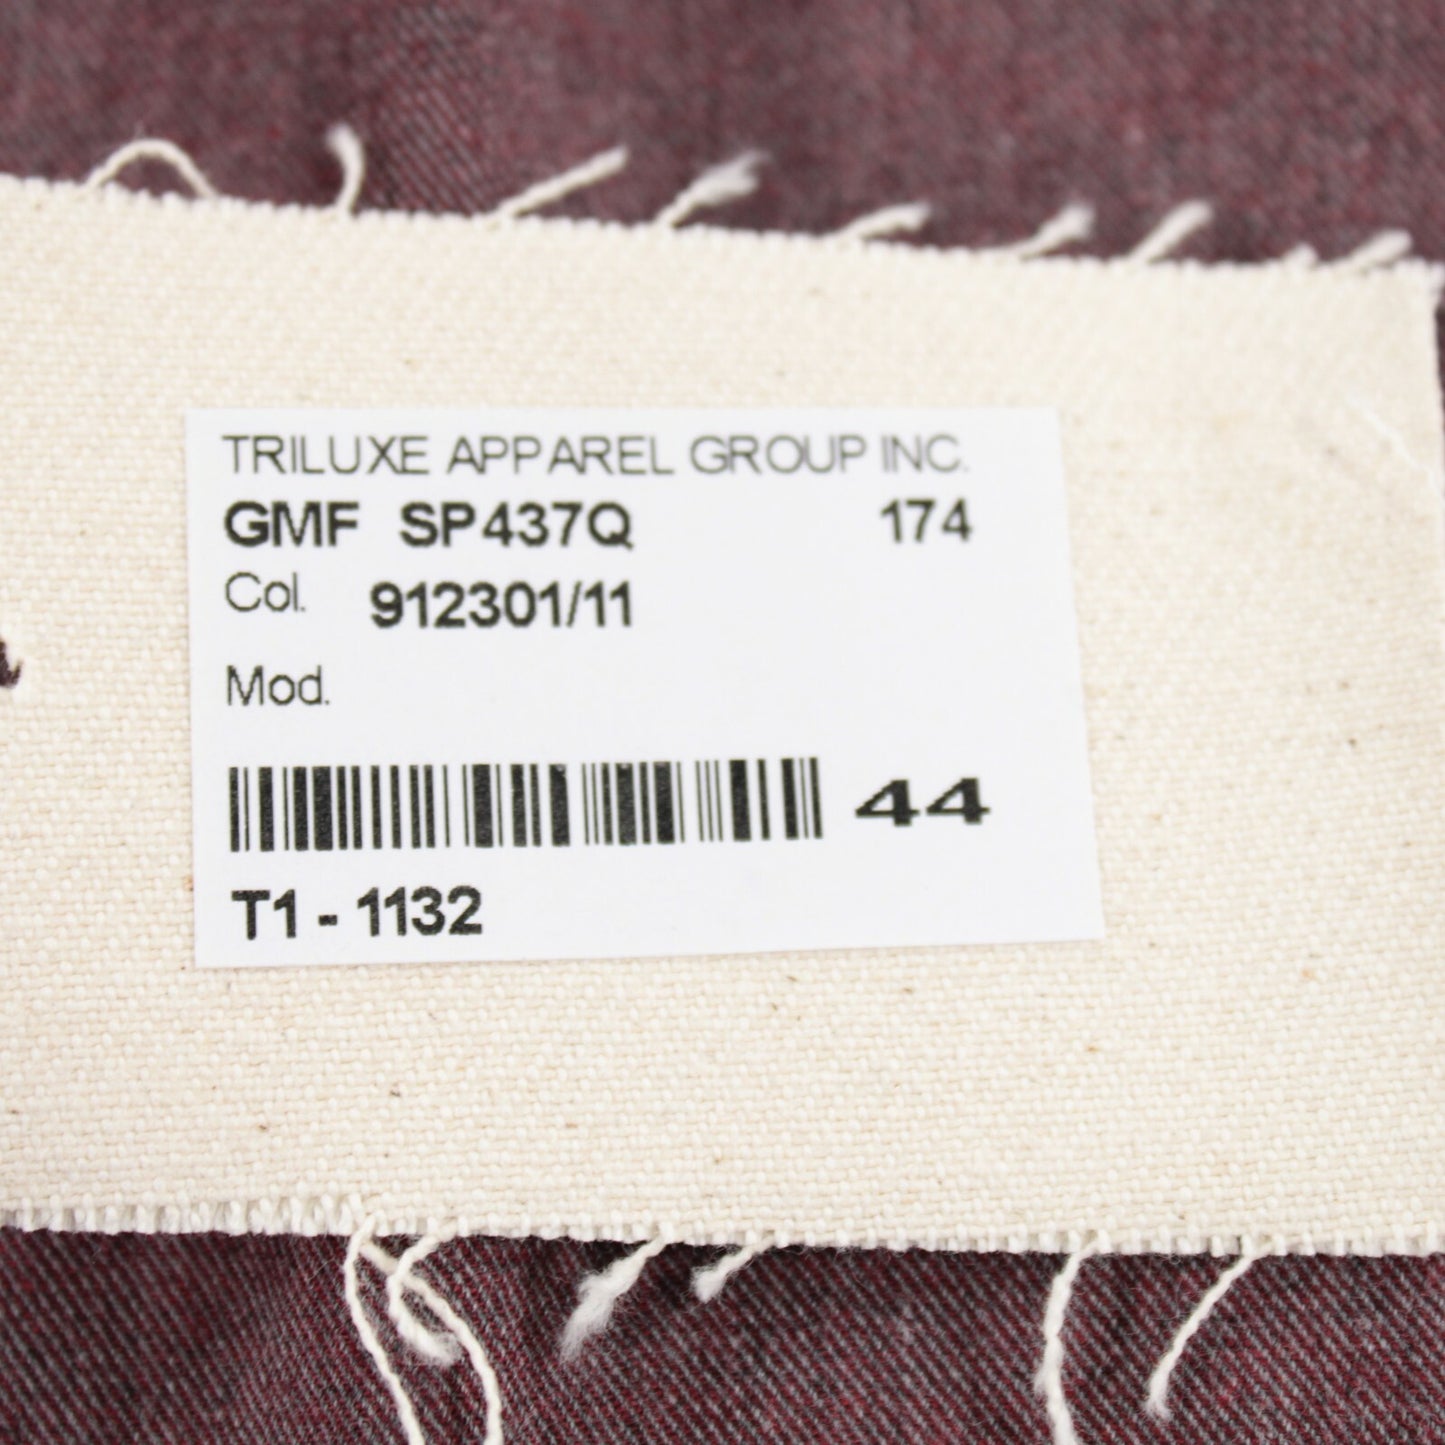 TRILUXE APPAREL GROUP INC.
GMF SP437Q 174
Col. 912301/11
Mod.
44
T1 - 1132